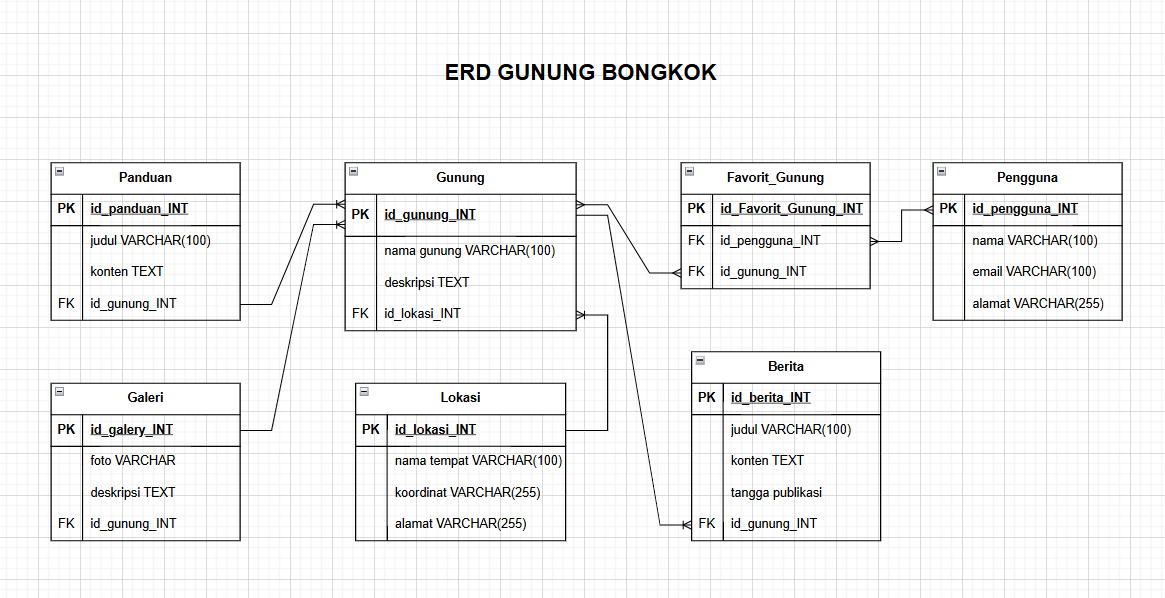 ERD GUNUNG BONGKOK
Panduan
PK id_panduan_INT
judul VARCHAR(100)
konten TEXT
FK id_gunung_INT
Gunung
PK id_gunung_INT
nama gunung VARCHAR(100)
deskripsi TEXT
FK id_lokasi_INT
Favorit_Gunung
PK id_Favorit_Gunung_INT
FK id_pengguna_INT
FK id_gunung_INT
Pengguna
PK id_pengguna_INT
nama VARCHAR(100)
email VARCHAR(100)
alamat VARCHAR(255)
Galeri
PK id_galery_INT
foto VARCHAR
deskripsi TEXT
FK id_gunung_INT
Lokasi
PK id_lokasi_INT
nama tempat VARCHAR(100)
koordinat VARCHAR(255)
alamat VARCHAR(255)
Berita
PK id_berita_INT
judul VARCHAR(100)
konten TEXT
tangga publikasi
FK id_gunung_INT